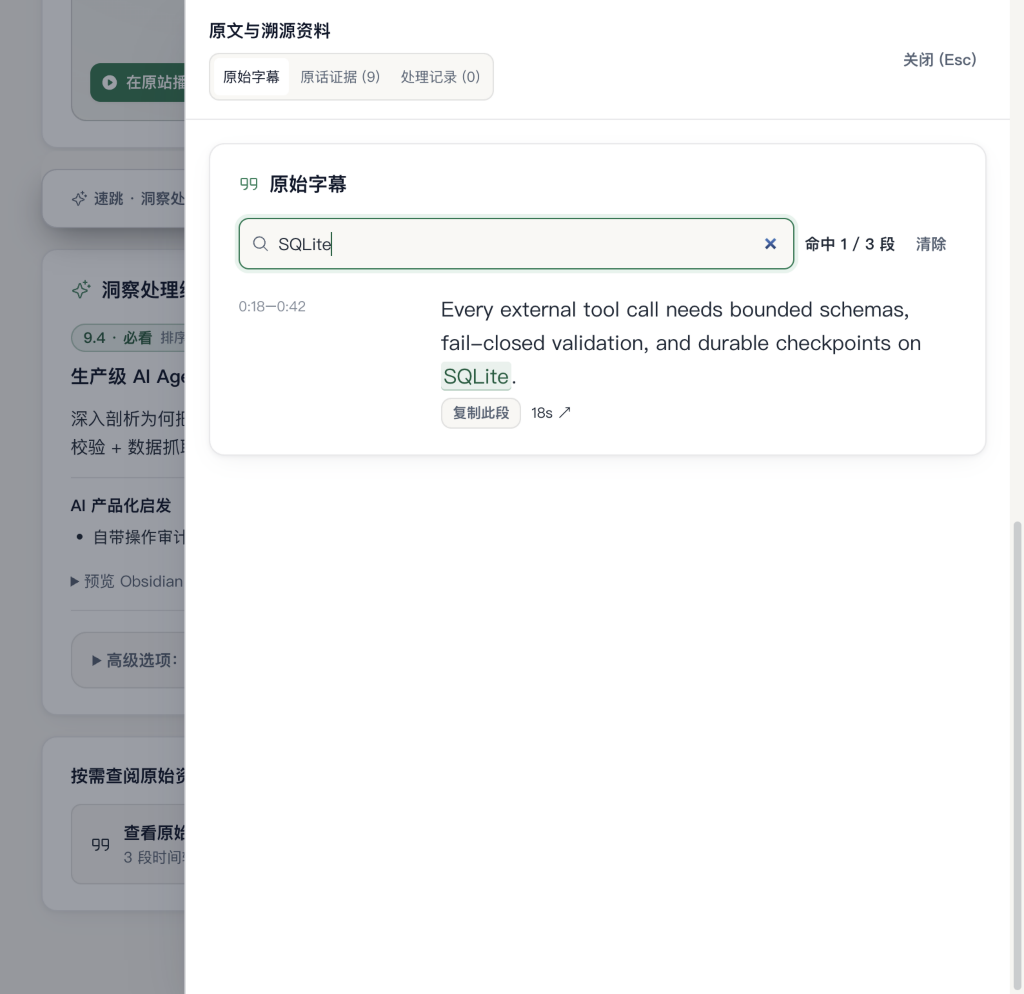 原文与溯源资料
原始字幕 原话证据 (9) 处理记录 (0)
关闭 (Esc)
原始字幕
SQLite
命中 1 / 3 段 清除
0:18–0:42
Every external tool call needs bounded schemas,
fail–closed validation, and durable checkpoints on
SQLite.
复制此段 18s ↗
在原站播
速跳 · 洞察处
洞察处理
9.4 · 必看 排序
生产级 AI Age
深入剖析为何把
校验 + 数据抓取
AI 产品化启发
• 自带操作审计
▶ 预览 Obsidian
▶ 高级选项:
按需查阅原始资
查看原始
3 段时间